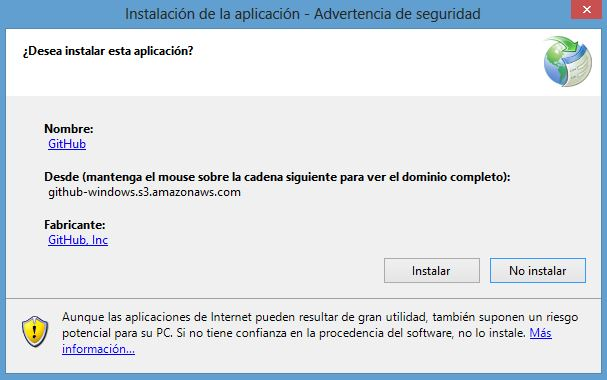 Instalación de la aplicación - Advertencia de seguridad
¿Desea instalar esta aplicación?
Nombre:
GitHub
Desde (mantenga el mouse sobre la cadena siguiente para ver el dominio completo):
github-windows.s3.amazonaws.com
Fabricante:
GitHub, Inc
Instalar
No instalar
Aunque las aplicaciones de Internet pueden resultar de gran utilidad, también suponen un riesgo
potencial para su PC. Si no tiene confianza en la procedencia del software, no lo instale. Más
información...